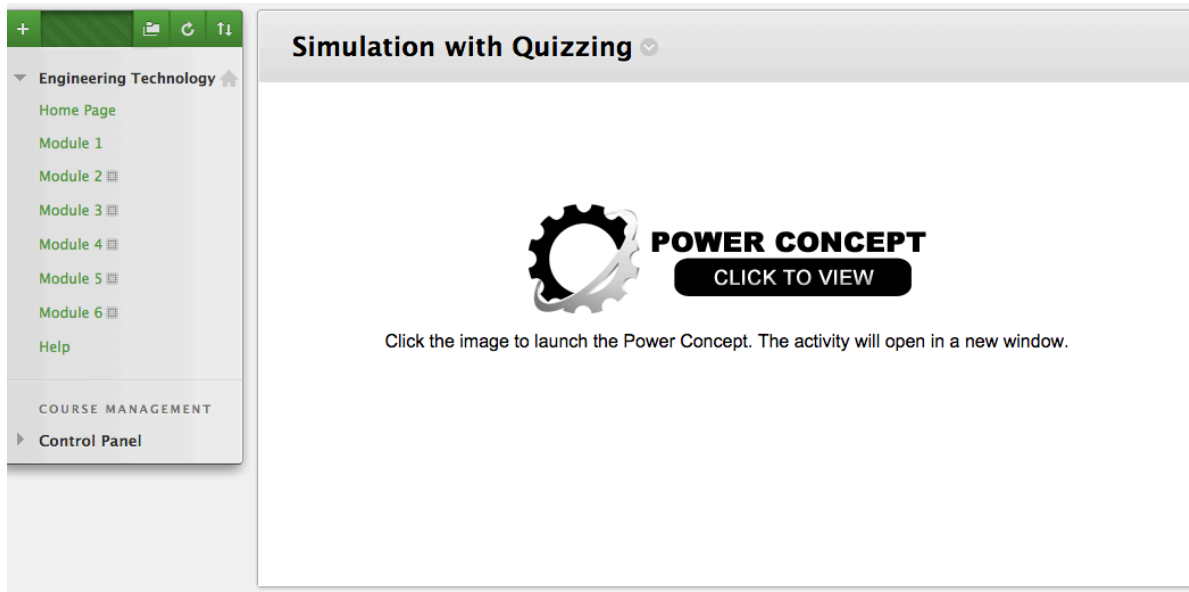 Engineering Technology
Home Page
Module 1
Module 2
Module 3
Module 4
Module 5
Module 6
Help
COURSE MANAGEMENT
Control Panel
Simulation with Quizzing
POWER CONCEPT
CLICK TO VIEW
Click the image to launch the Power Concept. The activity will open in a new window.